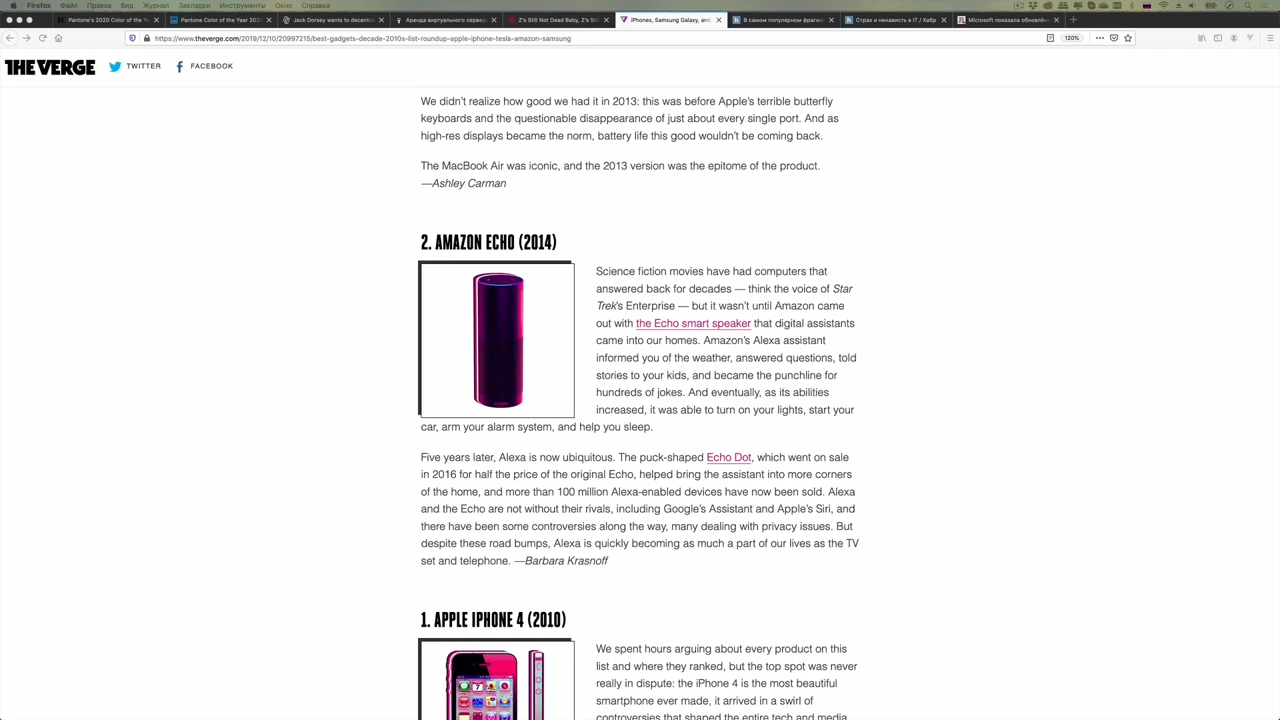 Firefox Файл Правка Вид Журнал Закладки Инструменты Окно Справка
Pantone's 2020 Color of the Ye
Pantone Color of the Year 2020
Jack Dorsey wants to decentr
Аренда виртуального сервер
Z's Still Not Dead Baby, Z's Sti
iPhones, Samsung Galaxy, and
В самом популярном фрагме
Страх и ненависть в IT / Хабр
Microsoft показала обновлён
https://www.theverge.com/2019/12/10/20997215/best-gadgets-decade-2010s-list-roundup-apple-iphone-tesla-amazon-samsung
120%
THE VERGE TWITTER FACEBOOK
We didn't realize how good we had it in 2013: this was before Apple's terrible butterfly
keyboards and the questionable disappearance of just about every single port. And as
high-res displays became the norm, battery life this good wouldn't be coming back.
The MacBook Air was iconic, and the 2013 version was the epitome of the product.
—Ashley Carman
2. AMAZON ECHO (2014)
Science fiction movies have had computers that
answered back for decades — think the voice of Star
Trek's Enterprise — but it wasn't until Amazon came
out with the Echo smart speaker that digital assistants
came into our homes. Amazon's Alexa assistant
informed you of the weather, answered questions, told
stories to your kids, and became the punchline for
hundreds of jokes. And eventually, as its abilities
increased, it was able to turn on your lights, start your
car, arm your alarm system, and help you sleep.
Five years later, Alexa is now ubiquitous. The puck-shaped Echo Dot, which went on sale
in 2016 for half the price of the original Echo, helped bring the assistant into more corners
of the home, and more than 100 million Alexa-enabled devices have now been sold. Alexa
and the Echo are not without their rivals, including Google's Assistant and Apple's Siri, and
there have been some controversies along the way, many dealing with privacy issues. But
despite these road bumps, Alexa is quickly becoming as much a part of our lives as the TV
set and telephone. —Barbara Krasnoff
1. APPLE IPHONE 4 (2010)
We spent hours arguing about every product on this
list and where they ranked, but the top spot was never
really in dispute: the iPhone 4 is the most beautiful
smartphone ever made, it arrived in a swirl of
controversies that shaped the entire tech and media